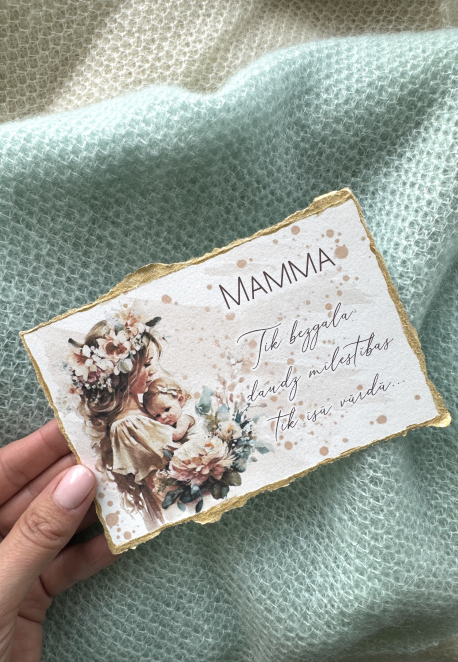 MAMMA
Tik bezgala
daudz mīlestības
tik īsā vārdā...